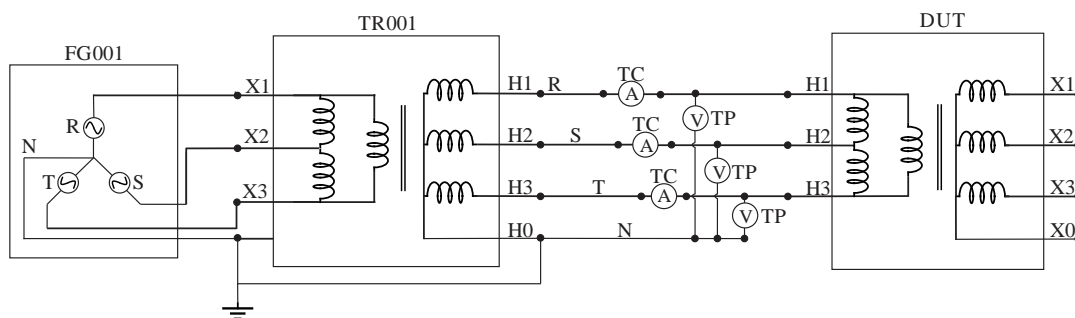 FG001
TR001
DUT
R
T
S
N
X1
X2
X3
H1
H2
H3
H0
R
S
T
N
TC
A
TC
A
TC
A
V
TP
V
TP
V
TP
H1
H2
H3
X1
X2
X3
X0